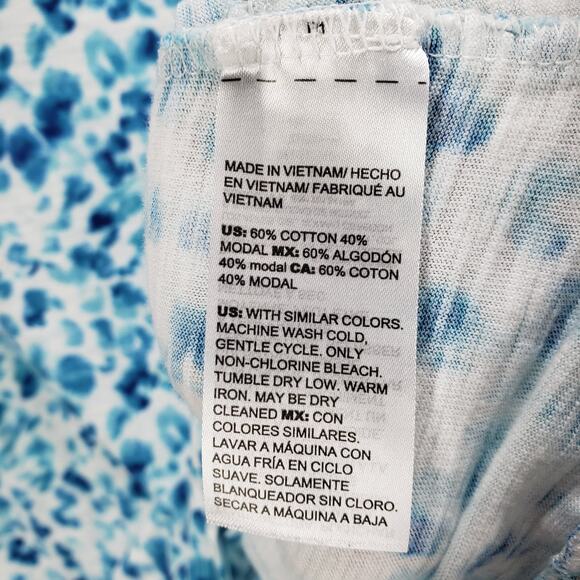 MADE IN VIETNAM/ HECHO
EN VIETNAM/ FABRIQUÉ AU
VIETNAM
US: 60% COTTON 40%
MODAL MX: 60% ALGODÓN
40% modal CA: 60% COTON
40% MODAL
US: WITH SIMILAR COLORS.
MACHINE WASH COLD,
GENTLE CYCLE. ONLY
NON-CHLORINE BLEACH.
TUMBLE DRY LOW. WARM
IRON. MAY BE DRY
CLEANED MX: CON
COLORES SIMILARES.
LAVAR A MÁQUINA CON
AGUA FRÍA EN CICLO
SUAVE. SOLAMENTE
BLANQUEADOR SIN CLORO.
SECAR A MÁQUINA A BAJA